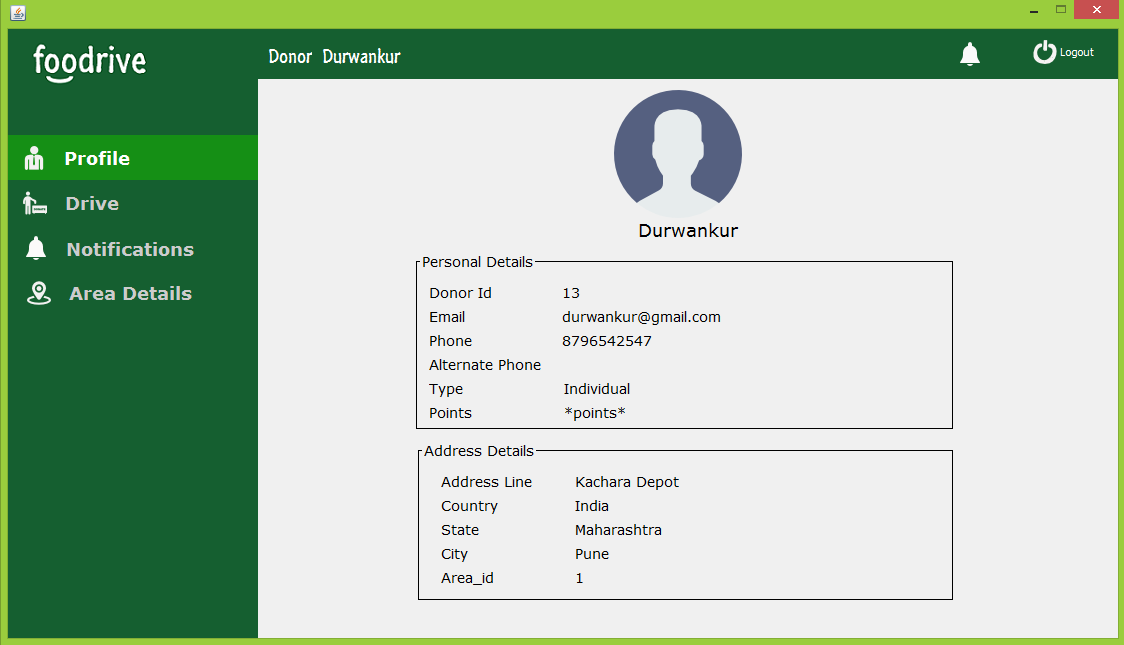 foodrive
Donor Durwankur
Logout
Profile
Drive
Notifications
Area Details
Durwankur
Personal Details
Donor Id 13
Email durwankur@gmail.com
Phone 8796542547
Alternate Phone
Type Individual
Points *points*
Address Details
Address Line Kachara Depot
Country India
State Maharashtra
City Pune
Area_id 1